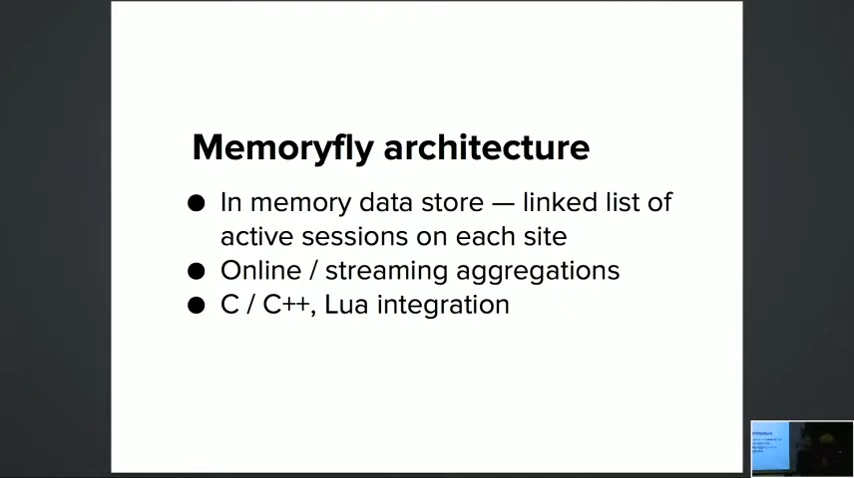 Memoryfly architecture
● In memory data store — linked list of
active sessions on each site
● Online / streaming aggregations
● C / C++, Lua integration